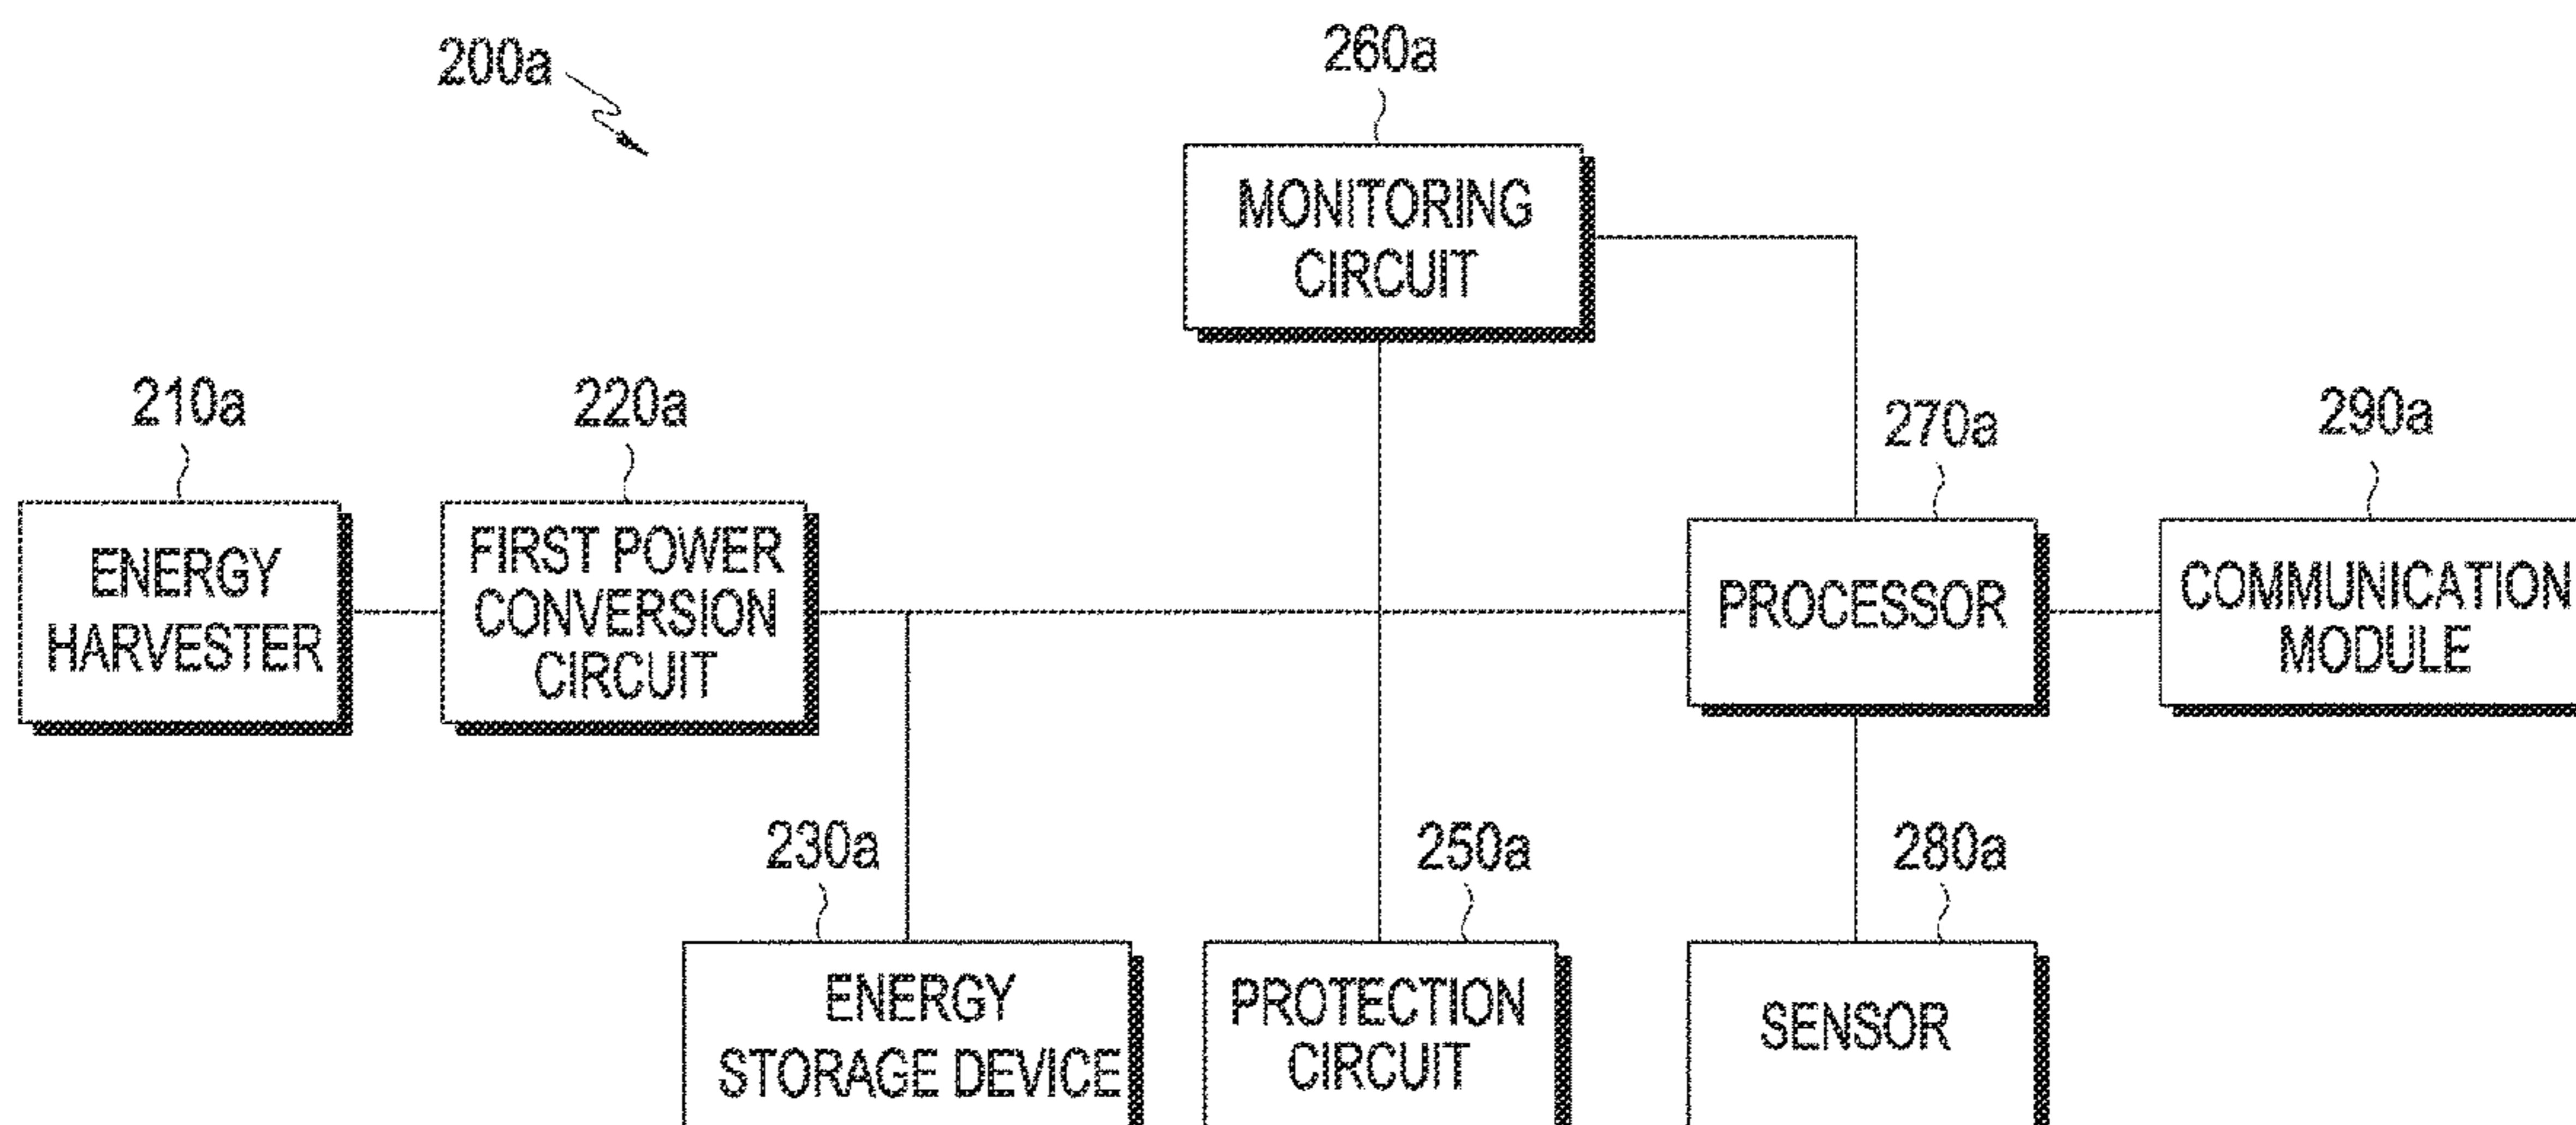 200a
260a
MONITORING
CIRCUIT
210a
220a
270a
290a
ENERGY
HARVESTER
FIRST POWER
CONVERSION
CIRCUIT
PROCESSOR
COMMUNICATION
MODULE
230a
250a
280a
ENERGY
STORAGE DEVICE
PROTECTION
CIRCUIT
SENSOR